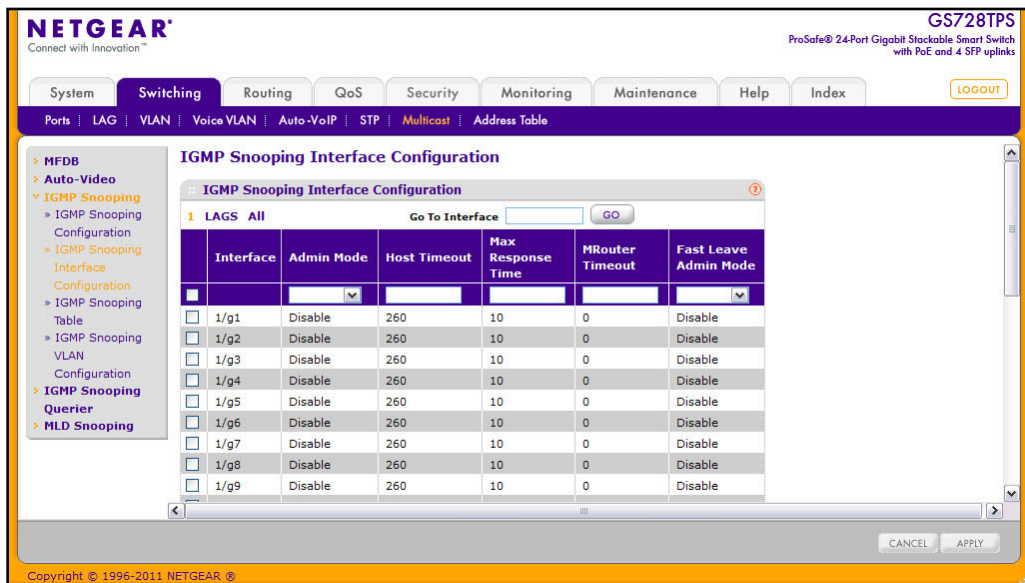 NETGEAR®
Connect with Innovation™
GS728TPS
ProSafe® 24-Port Gigabit Stackable Smart Switch
with PoE and 4 SFP uplinks
System Switching Routing QoS Security Monitoring Maintenance Help Index LOGOUT
Ports LAG VLAN Voice VLAN Auto-VoIP STP Multicast Address Table
MFDB
Auto-Video
IGMP Snooping
» IGMP Snooping
Configuration
» IGMP Snooping
Interface
Configuration
» IGMP Snooping
Table
» IGMP Snooping
VLAN
Configuration
IGMP Snooping
Querier
MLD Snooping
IGMP Snooping Interface Configuration
IGMP Snooping Interface Configuration ?
1 LAGS All Go To Interface GO
Interface Admin Mode Host Timeout Max Response Time MRouter Timeout Fast Leave Admin Mode
1/g1 Disable 260 10 0 Disable
1/g2 Disable 260 10 0 Disable
1/g3 Disable 260 10 0 Disable
1/g4 Disable 260 10 0 Disable
1/g5 Disable 260 10 0 Disable
1/g6 Disable 260 10 0 Disable
1/g7 Disable 260 10 0 Disable
1/g8 Disable 260 10 0 Disable
1/g9 Disable 260 10 0 Disable
CANCEL APPLY
Copyright © 1996-2011 NETGEAR ®